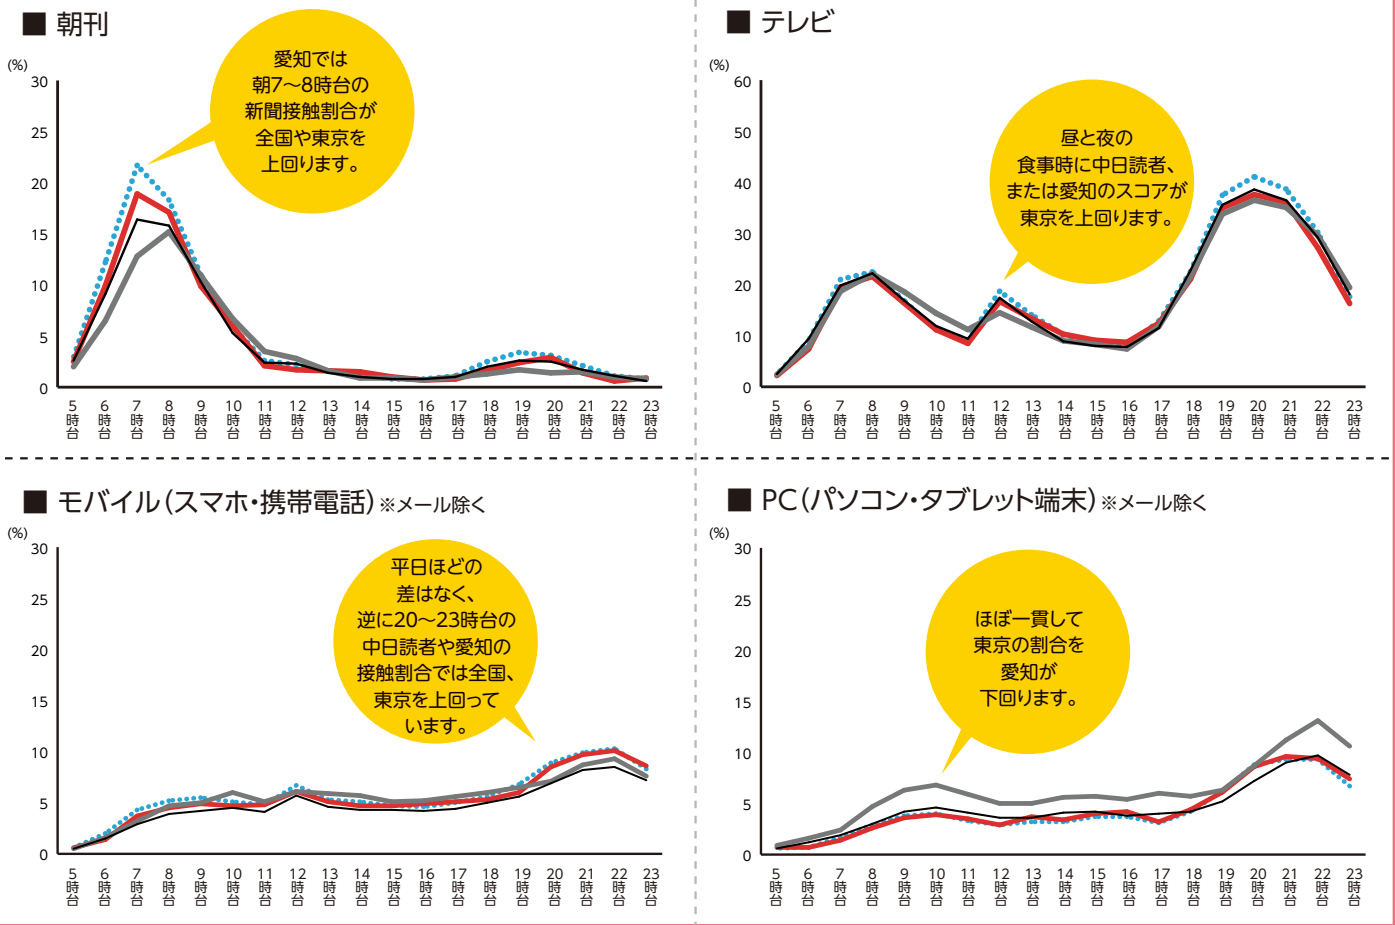 ■ 朝刊
(%)
30
25
20
15
10
5
0
愛知では
朝7〜8時台の
新聞接触割合が
全国や東京を
上回ります。
5時台 6時台 7時台 8時台 9時台 10時台 11時台 12時台 13時台 14時台 15時台 16時台 17時台 18時台 19時台 20時台 21時台 22時台 23時台
■ テレビ
(%)
60
50
40
30
20
10
0
昼と夜の
食事時に中日読者、
または愛知のスコアが
東京を上回ります。
5時台 6時台 7時台 8時台 9時台 10時台 11時台 12時台 13時台 14時台 15時台 16時台 17時台 18時台 19時台 20時台 21時台 22時台 23時台
■ モバイル(スマホ・携帯電話)※メール除く
(%)
30
25
20
15
10
5
0
平日ほどの
差はなく、
逆に20〜23時台の
中日読者や愛知の
接触割合では全国、
東京を上回って
います。
5時台 6時台 7時台 8時台 9時台 10時台 11時台 12時台 13時台 14時台 15時台 16時台 17時台 18時台 19時台 20時台 21時台 22時台 23時台
■ PC(パソコン・タブレット端末)※メール除く
(%)
30
25
20
15
10
5
0
ほぼ一貫して
東京の割合を
愛知が
下回ります。
5時台 6時台 7時台 8時台 9時台 10時台 11時台 12時台 13時台 14時台 15時台 16時台 17時台 18時台 19時台 20時台 21時台 22時台 23時台